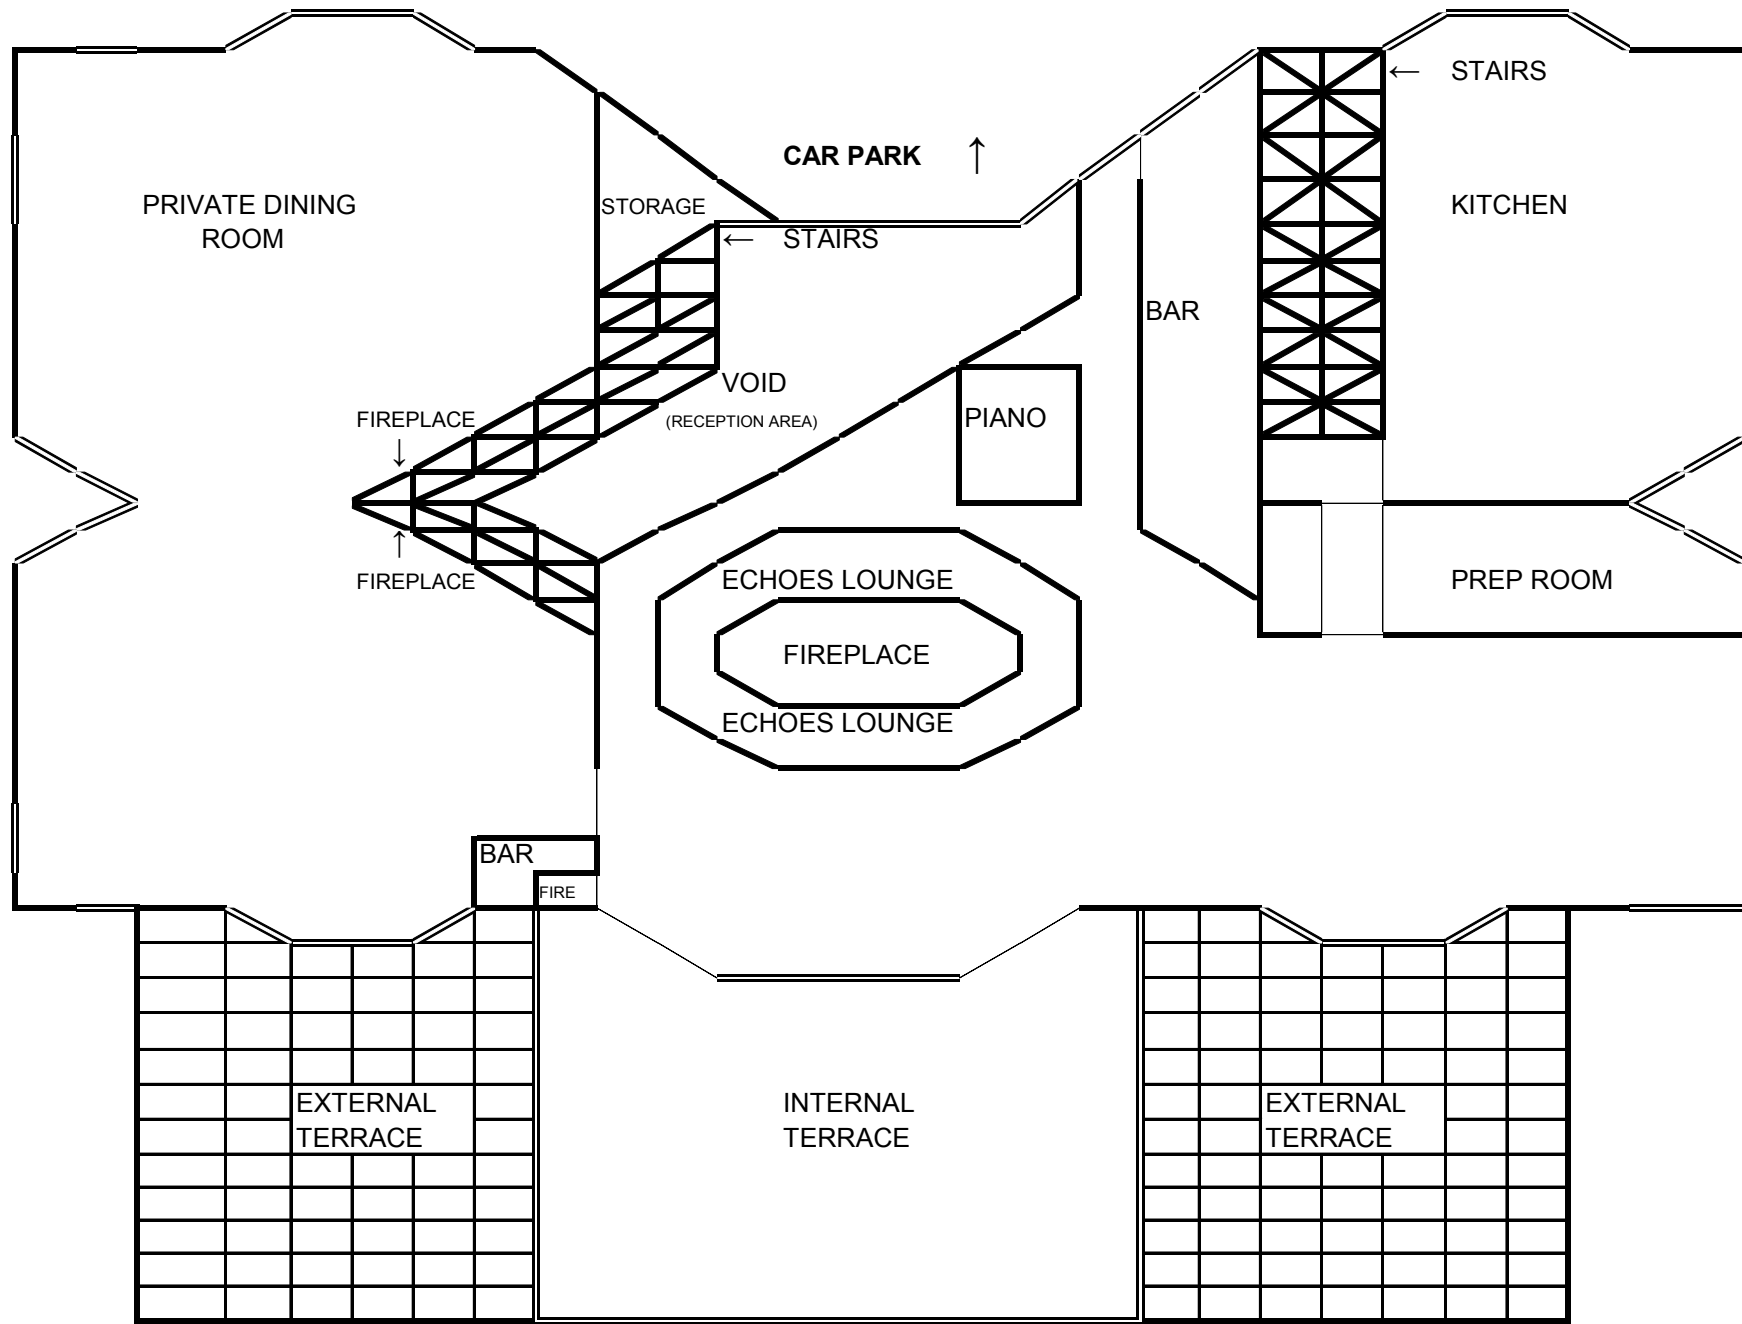 ← STAIRS
CAR PARK ↑
PRIVATE DINING
ROOM
STORAGE
KITCHEN
← STAIRS
BAR
VOID
(RECEPTION AREA)
FIREPLACE
↓
PIANO
↑
FIREPLACE
ECHOES LOUNGE
PREP ROOM
FIREPLACE
ECHOES LOUNGE
BAR
FIRE
EXTERNAL
TERRACE
INTERNAL
TERRACE
EXTERNAL
TERRACE